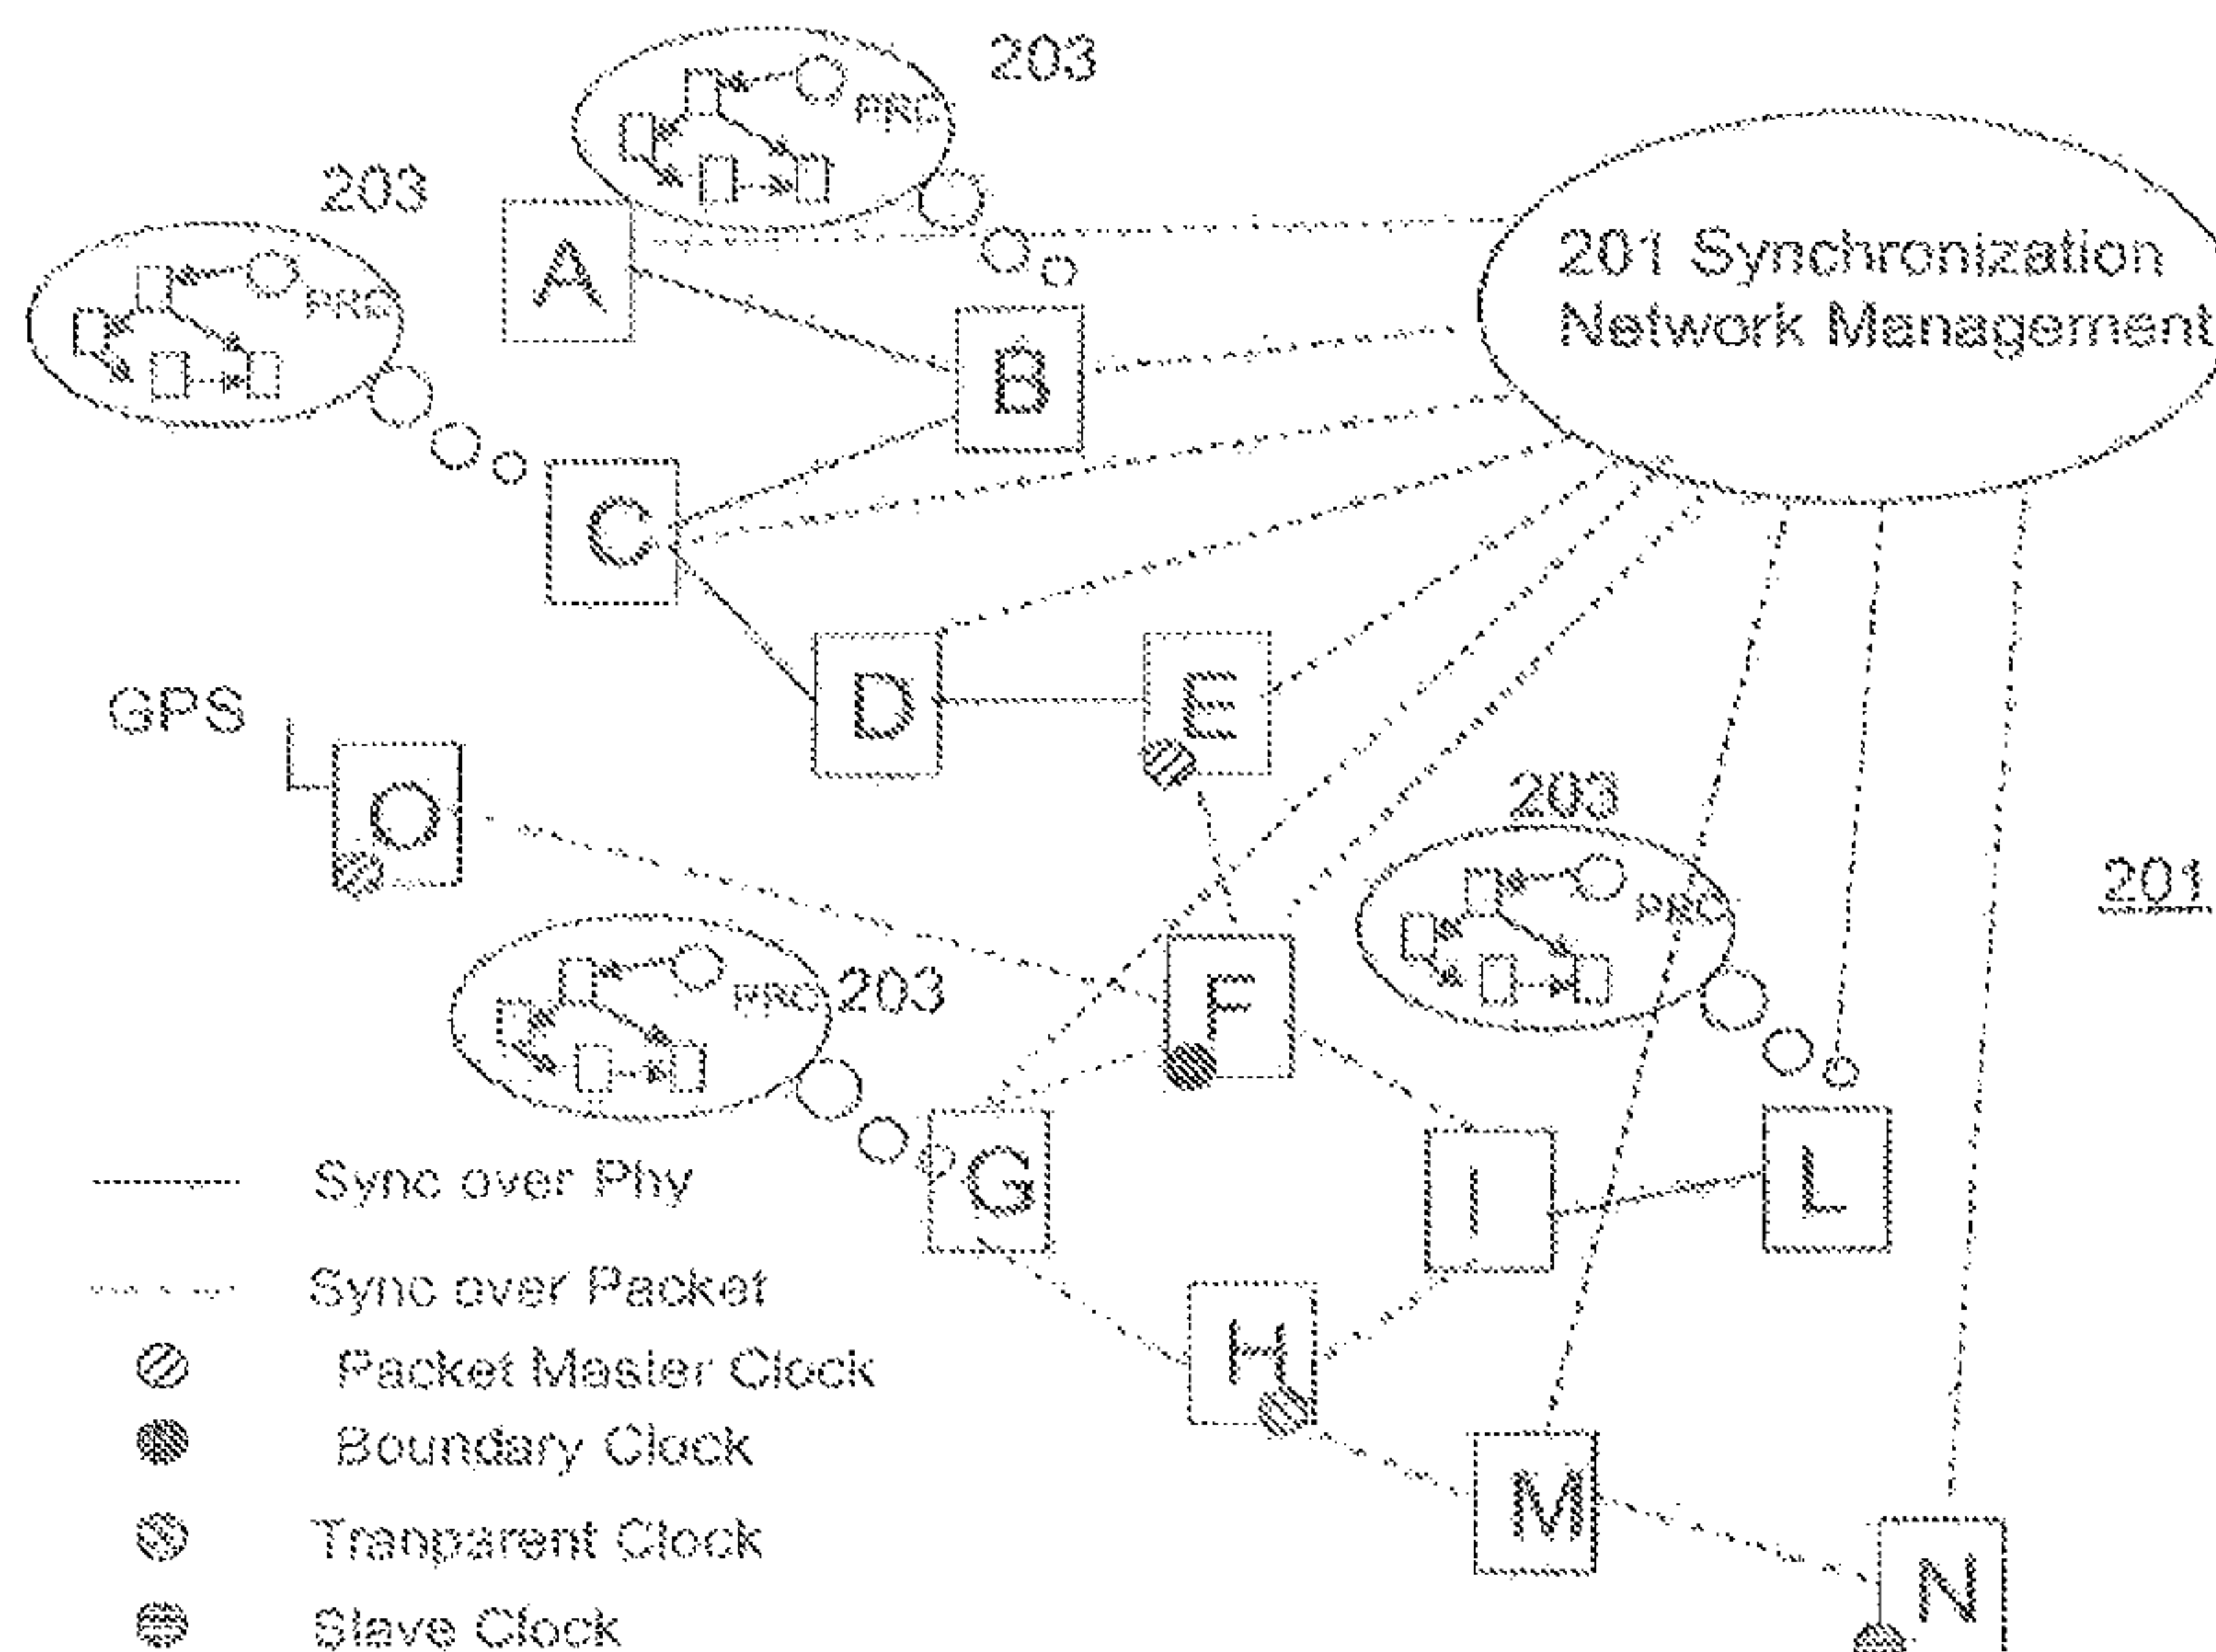 203
PRC
203
A
201 Synchronization
Network Management
PRC
B
C
D
E
GPS
O
203
PRC
201
F
PRC 203
G
I
L
Sync over Phy
H
Sync over Packet
Packet Master Clock
Boundary Clock
M
Tranparent Clock
N
Slave Clock